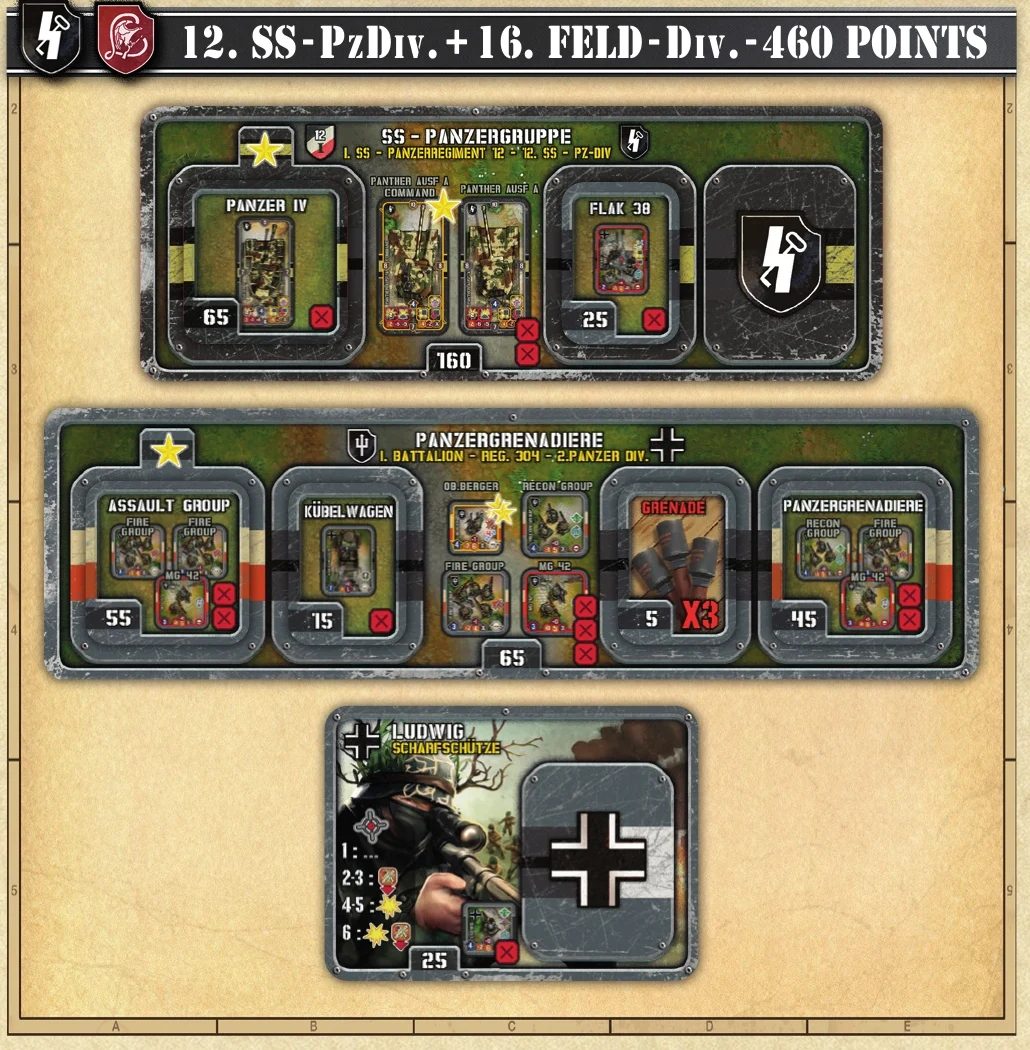 12. SS-PzDiv.+16. FELD-Div.-460 POINTS
2
2
12
I
SS - PANZERGRUPPE
I. SS - PANZERREGIMENT 12 - 12. SS - PZ-DIV
PANZER IV
65
PANTHER AUSF A
COMMAND
PANTHER AUSF A
160
FLAK 38
25
3
3
PANZERGRENADIERE
I. BATTALION - REG. 304 - 2.PANZER DIV.
ASSAULT GROUP
FIRE
GROUP
FIRE
GROUP
MG 42
55
KÜBELWAGEN
15
OB.BERGER
RECON GROUP
FIRE GROUP
MG 42
65
GRENADE
5
X3
PANZERGRENADIERE
RECON
GROUP
FIRE
GROUP
MG 42
45
4
4
LUDWIG
SCHARFSCHÜTZE
1 : ...
2-3 :
4-5 :
6 :
25
5
5
A
B
C
D
E